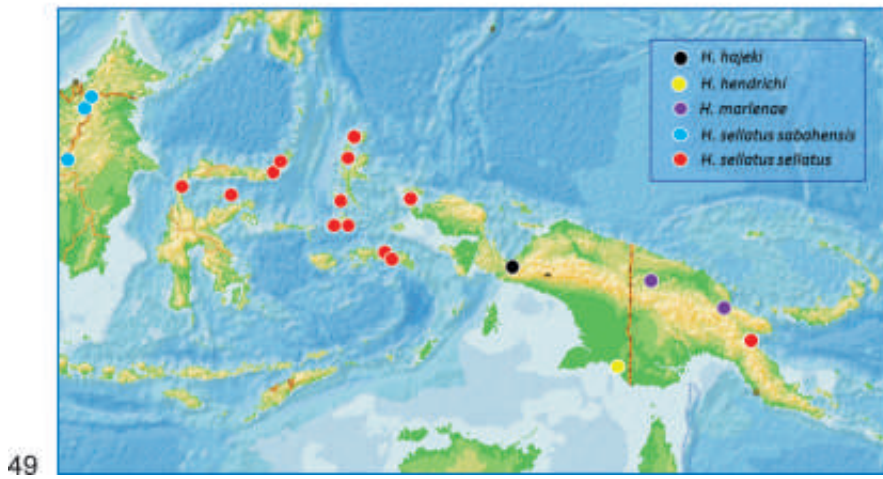 H. hajeki
H. hendrichi
H. marlenae
H. sellatus sabahensis
H. sellatus sellatus
49